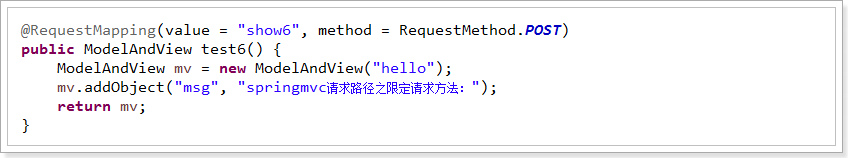 @RequestMapping(value = "show6", method = RequestMethod.POST)
public ModelAndView test6() {
    ModelAndView mv = new ModelAndView("hello");
    mv.addObject("msg", "springmvc请求路径之限定请求方法：");
    return mv;
}